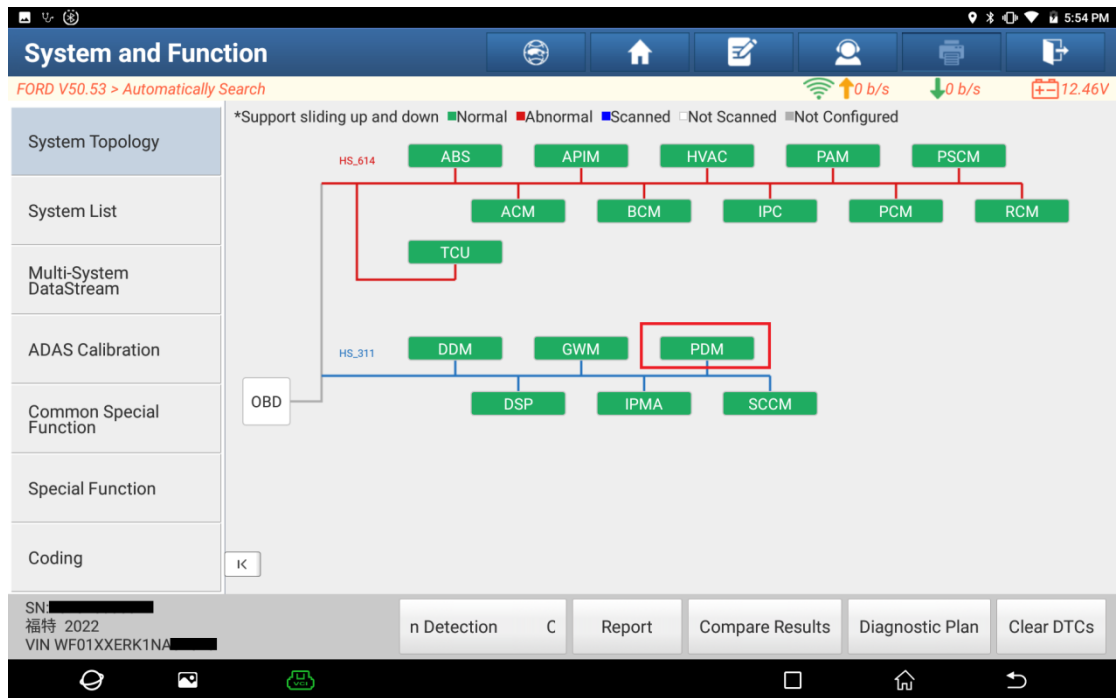 5:54 PM
System and Function
FORD V50.53 > Automatically Search
0 b/s
0 b/s
12.46V
System Topology
System List
Multi-System
DataStream
ADAS Calibration
Common Special
Function
Special Function
Coding
*Support sliding up and down Normal Abnormal Scanned Not Scanned Not Configured
HS_614
ABS APIM HVAC PAM PSCM
ACM BCM IPC PCM RCM
TCU
HS_311
DDM GWM PDM
OBD
DSP IPMA SCCM
SN:
福特 2022
VIN WF01XXERK1NA
n Detection C
Report
Compare Results
Diagnostic Plan
Clear DTCs
VCI